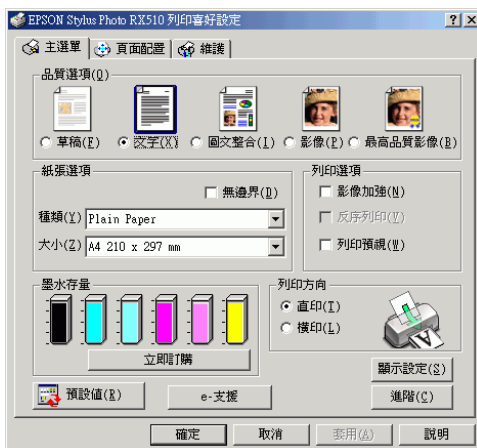 EPSON Stylus Photo RX510 列印喜好設定
主選單 頁面配置 維護
品質選項(Q)
草稿(F) 文字(X) 圖文整合(I) 影像(P) 最高品質影像(B)
紙張選項
無邊界(D)
種類(Y) Plain Paper
大小(Z) A4 210 x 297 mm
列印選項
影像加強(N)
反序列印(V)
列印預視(W)
墨水存量
立即訂購
列印方向
直印(T)
橫印(L)
顯示設定(S)
預設值(R) e-支援 進階(C)
確定 取消 套用(A) 說明